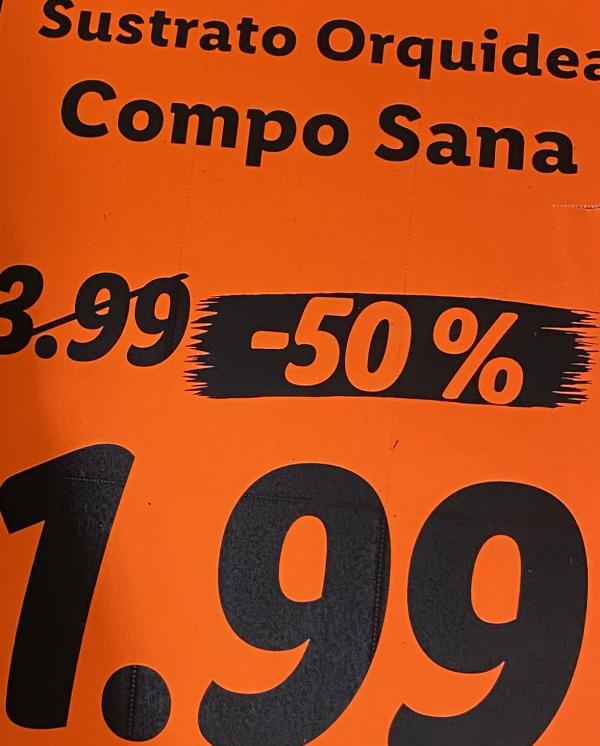 Sustrato Orquidea
Compo Sana
3.99 -50%
1.99